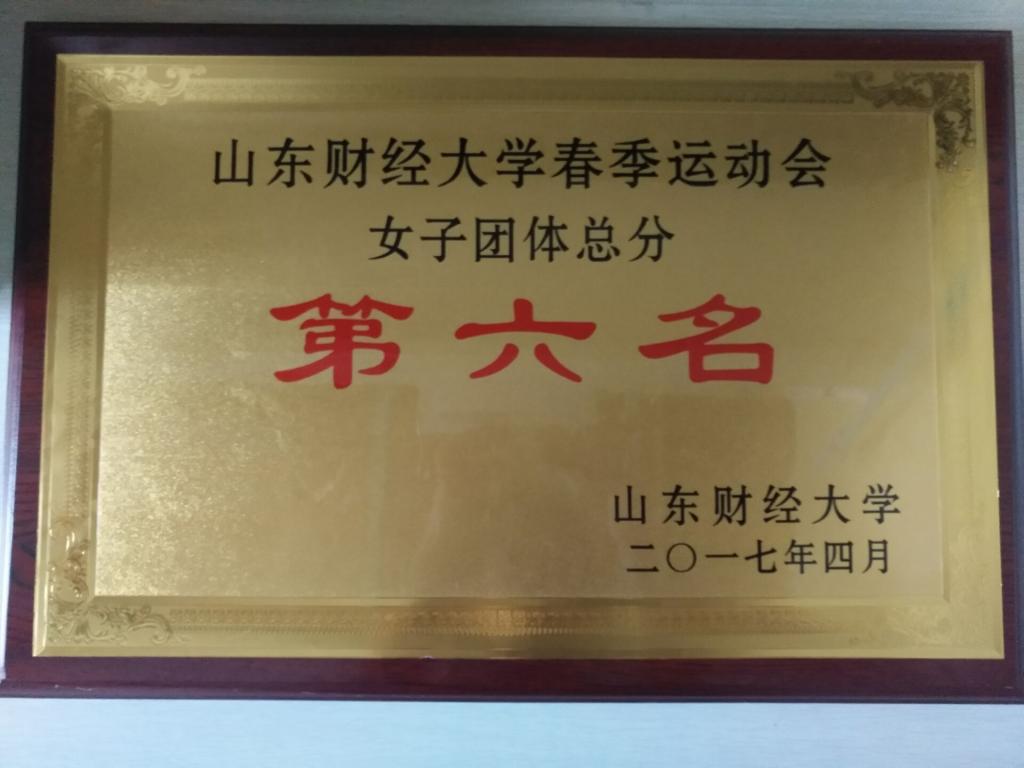 山东财经大学春季运动会
女子团体总分
第六名
山东财经大学
二〇一七年四月